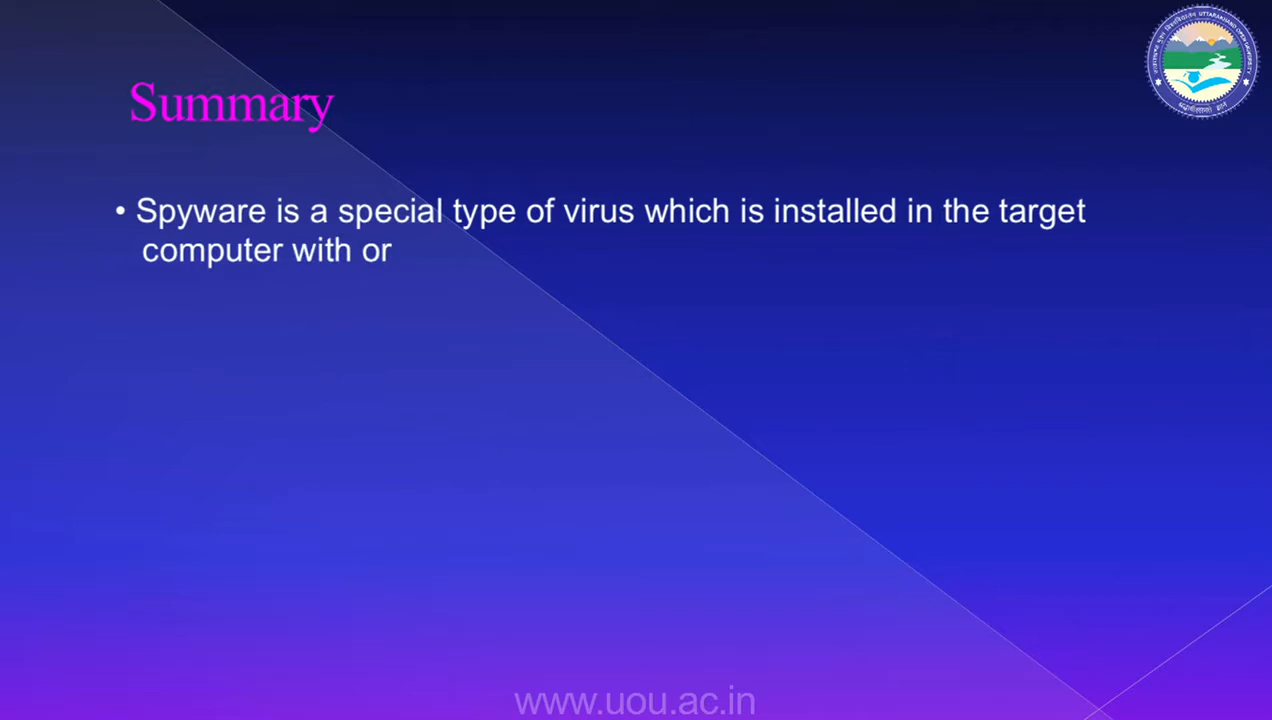 Summary
• Spyware is a special type of virus which is installed in the target
computer with or
www.uou.ac.in